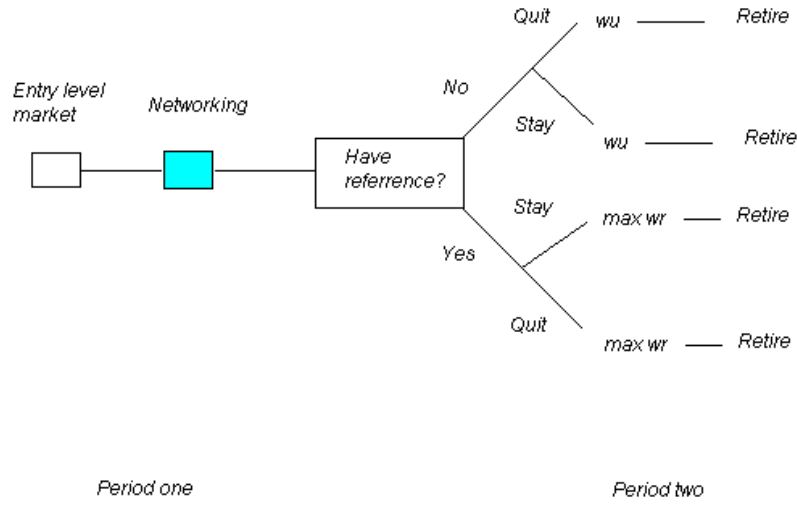 Entry level
market
Networking
Have
referrence?
No
Yes
Quit
wu
Retire
Stay
wu
Retire
Stay
max wr
Retire
Quit
max wr
Retire
Period one
Period two